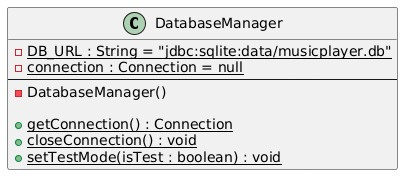 C DatabaseManager
DB_URL : String = "jdbc:sqlite:data/musicplayer.db"
connection : Connection = null
DatabaseManager()
getConnection() : Connection
closeConnection() : void
setTestMode(isTest : boolean) : void